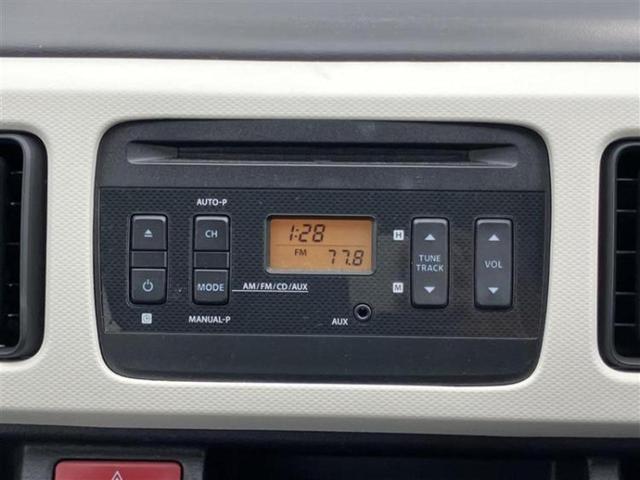 AUTO-P
CH
1:28
FM 77.8
H
TUNE
TRACK
VOL
MODE
AM/FM/CD/AUX
M
C
MANUAL-P
AUX